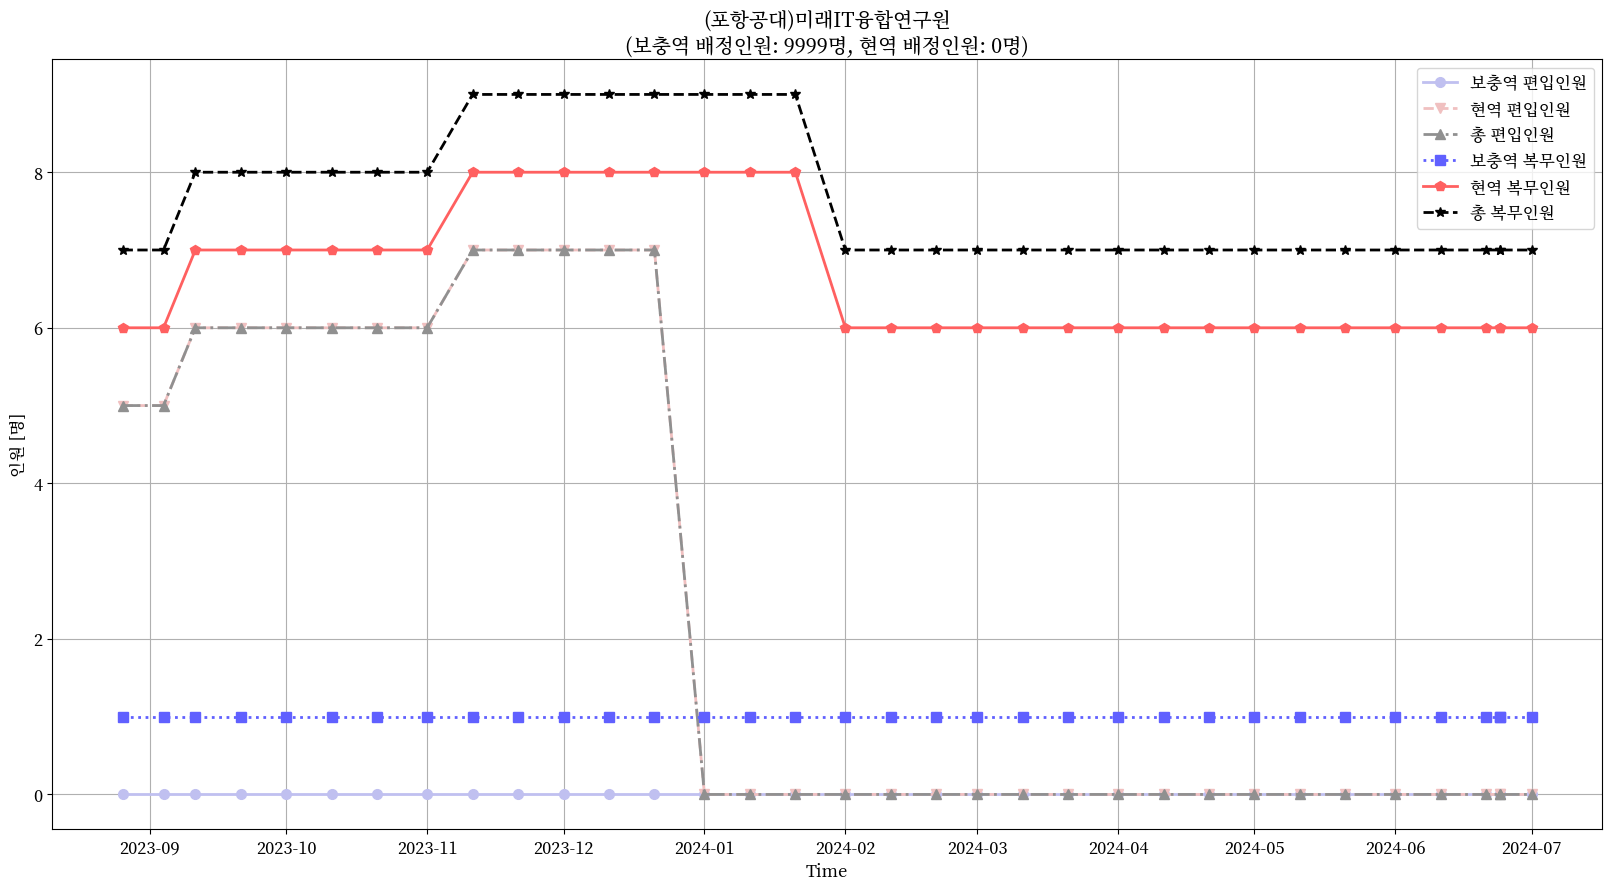 (포항공대)미래IT융합연구원
(보충역 배정인원: 9999명, 현역 배정인원: 0명)
보충역 편입인원
현역 편입인원
총 편입인원
보충역 복무인원
현역 복무인원
총 복무인원
인원 [명]
8
6
4
2
0
2023-09
2023-10
2023-11
2023-12
2024-01
2024-02
2024-03
2024-04
2024-05
2024-06
2024-07
Time